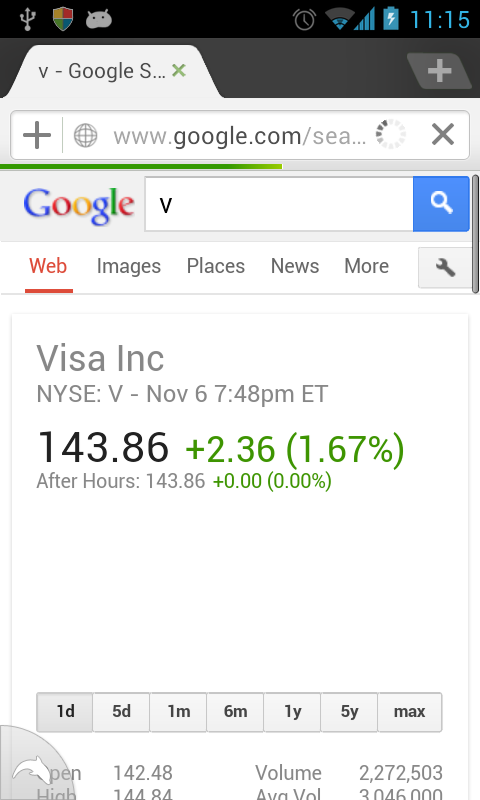 11:15
v - Google S...
www.google.com/sea...
Google
v
Web Images Places News More
Visa Inc
NYSE: V - Nov 6 7:48pm ET
143.86 +2.36 (1.67%)
After Hours: 143.86 +0.00 (0.00%)
1d 5d 1m 6m 1y 5y max
142.48 Volume 2,272,503
High 144.84 Avg Vol 3,046,000